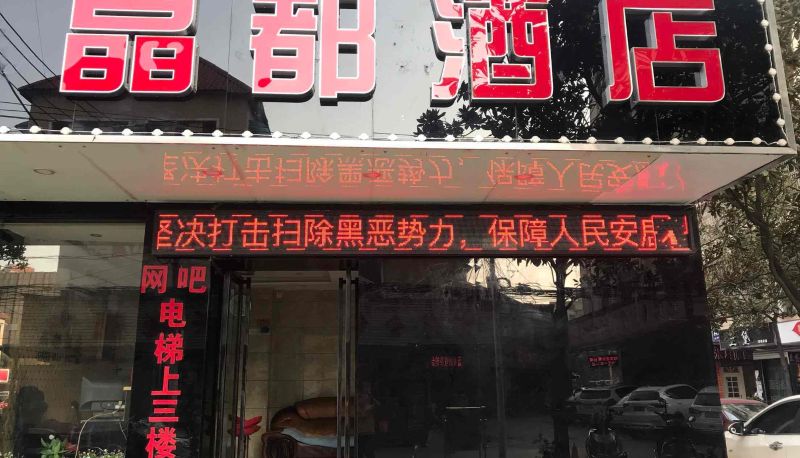 晶都酒店
坚决打击扫除黑恶势力，保障人民安居
网吧
电梯上三楼